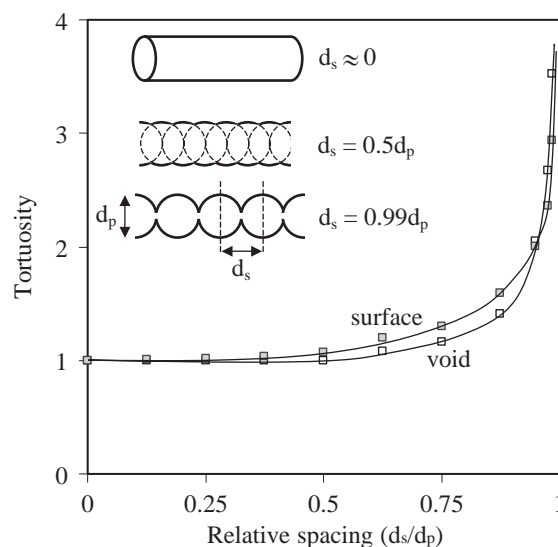 4
3
2
1
0
Tortuosity
d_s ≈ 0
d_s = 0.5d_p
d_s = 0.99d_p
d_p
d_s
surface
void
0 0.25 0.5 0.75 1
Relative spacing (d_s/d_p)